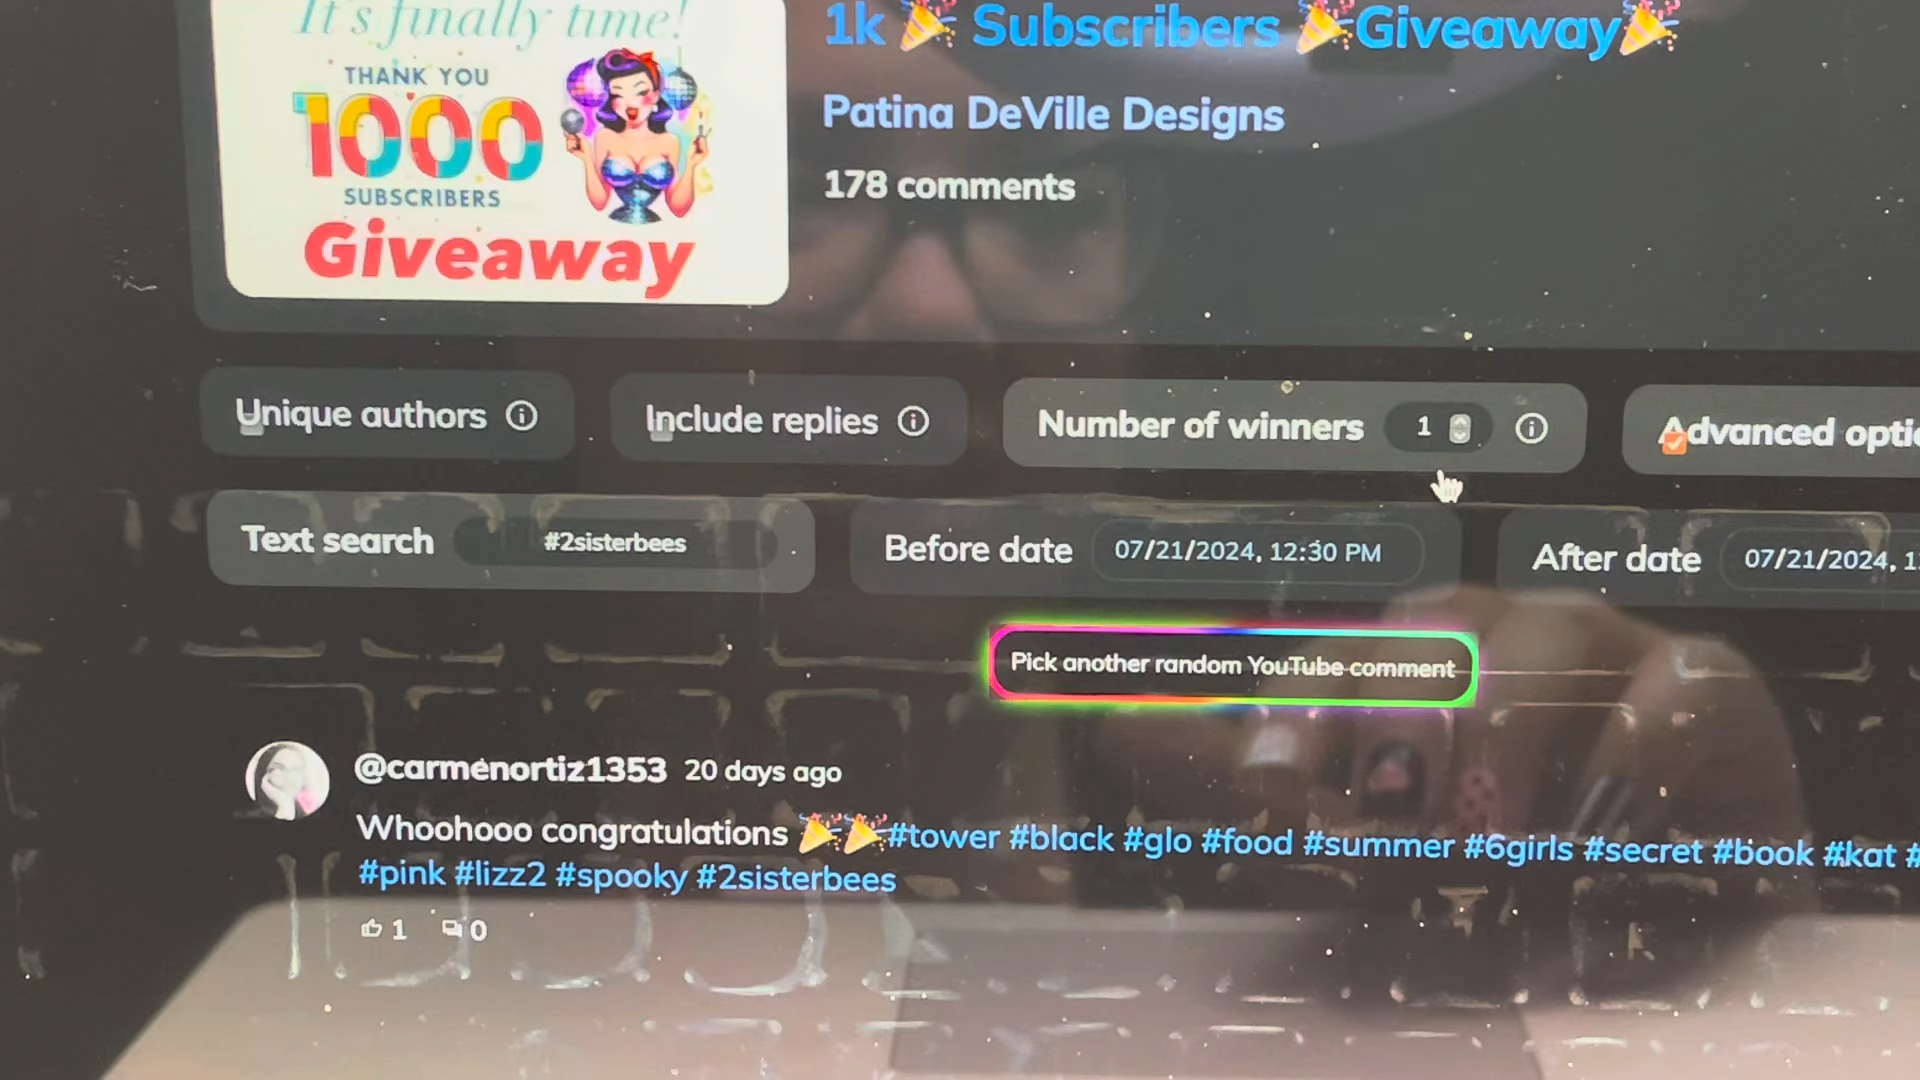 It's finally time!
THANK YOU
1000
SUBSCRIBERS
Giveaway
1k 🎉 Subscribers 🎉Giveaway🎉
Patina DeVille Designs
178 comments
Unique authors
Include replies
Number of winners 1
Advanced
Text search #2sisterbees
Before date 07/21/2024, 12:30 PM
After date 07/21/2024,
Pick another random YouTube comment
@carmenortiz1353 20 days ago
Whoohooo congratulations 🎉🎉#tower #black #glo #food #summer #6girls #secret #book #kat #
#pink #lizz2 #spooky #2sisterbees
1 0